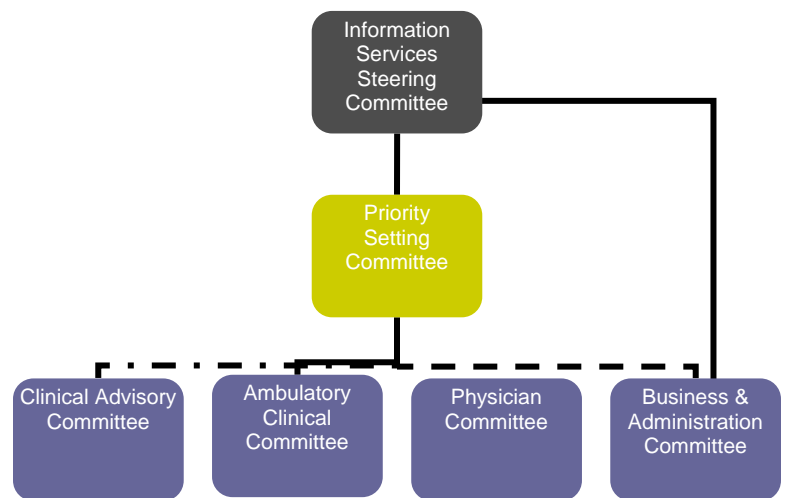 Information
Services
Steering
Committee
Priority
Setting
Committee
Clinical Advisory
Committee
Ambulatory
Clinical
Committee
Physician
Committee
Business &
Administration
Committee